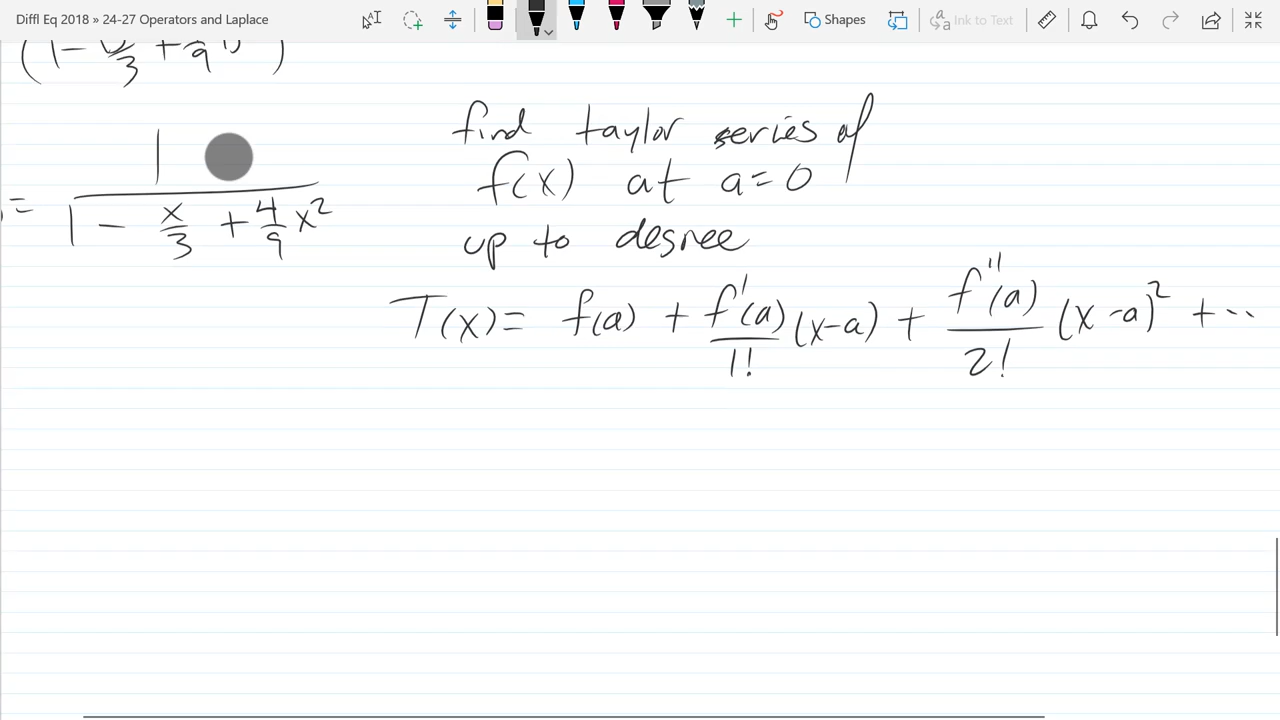 Diffl Eq 2018 » 24-27 Operators and Laplace
Shapes
Ink to Text
find taylor series of
f(x) at a=0
up to desree
= 1 / (1 - x/3 + 4/9 x²)
T(x) = f(a) + f'(a)/1! (x-a) + f''(a)/2! (x-a)² + ...